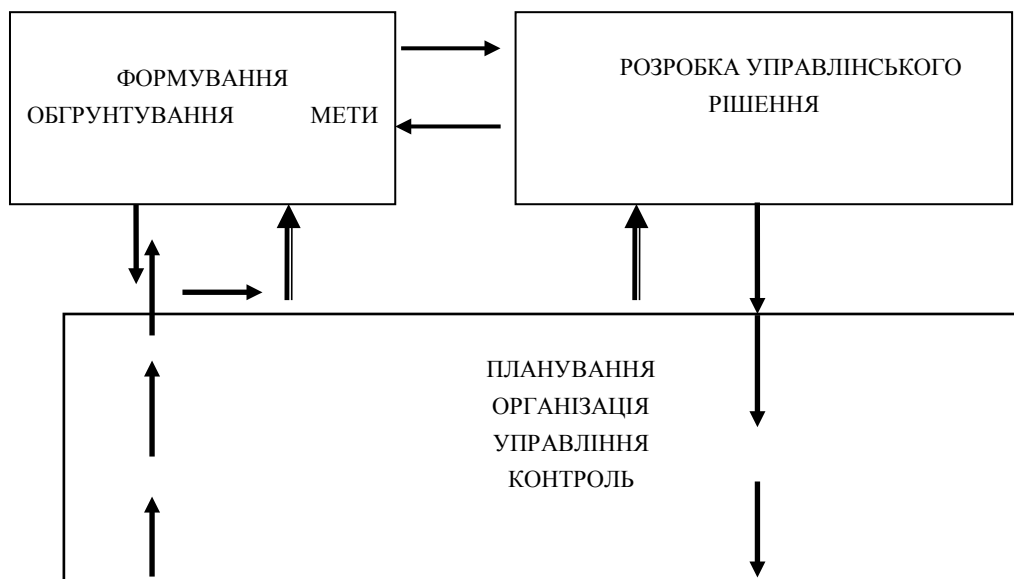 ФОРМУВАННЯ
ОБГРУНТУВАННЯ МЕТИ
РОЗРОБКА УПРАВЛІНСЬКОГО
РІШЕННЯ
ПЛАНУВАННЯ
ОРГАНІЗАЦІЯ
УПРАВЛІННЯ
КОНТРОЛЬ